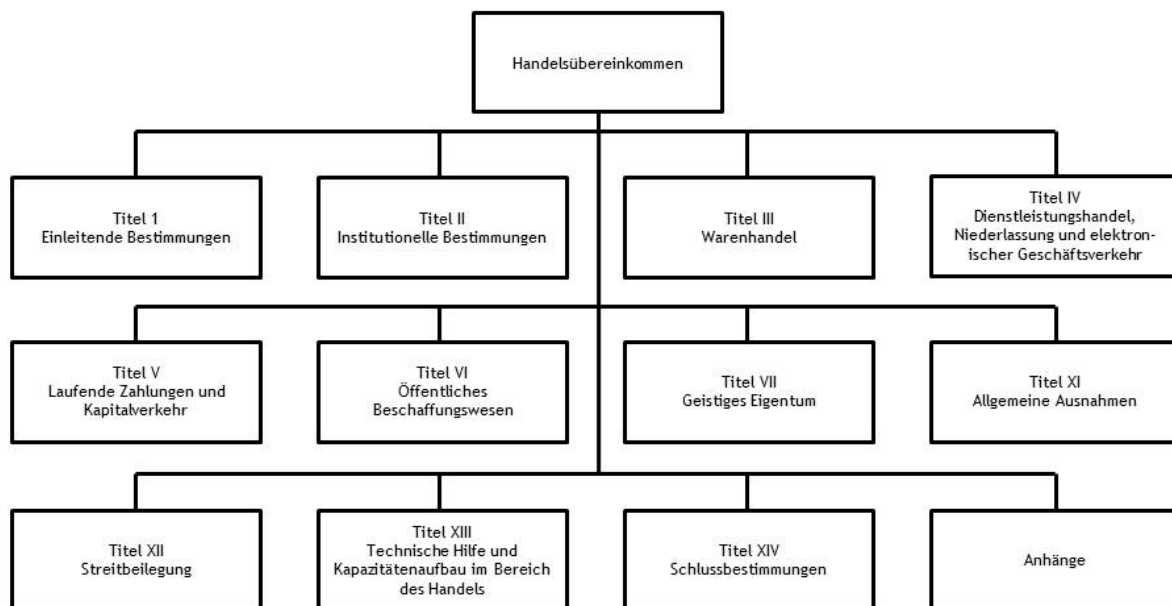 Handelsübereinkommen
Titel 1
Einleitende Bestimmungen
Titel II
Institutionelle Bestimmungen
Titel III
Warenhandel
Titel IV
Dienstleistungshandel,
Niederlassung und elektron-
ischer Geschäftsverkehr
Titel V
Laufende Zahlungen und
Kapitalverkehr
Titel VI
Öffentliches
Beschaffungswesen
Titel VII
Geistiges Eigentum
Titel XI
Allgemeine Ausnahmen
Titel XII
Streitbeilegung
Titel XIII
Technische Hilfe und
Kapazitätenaufbau im Bereich
des Handels
Titel XIV
Schlussbestimmungen
Anhänge